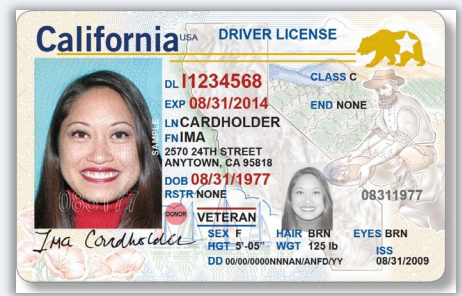 California USA DRIVER LICENSE
DL I1234568 CLASS C
EXP 08/31/2014 END NONE
LN CARDHOLDER
FN IMA
2570 24TH STREET
ANYTOWN, CA 95818
DOB 08/31/1977
RSTR NONE 08311977
083177
SAMPLE
DONOR VETERAN
Ima Cardholder
SEX F HAIR BRN EYES BRN
HGT 5'-05" WGT 125 lb ISS
DD 00/00/0000NNNAN/ANFD/YY 08/31/2009